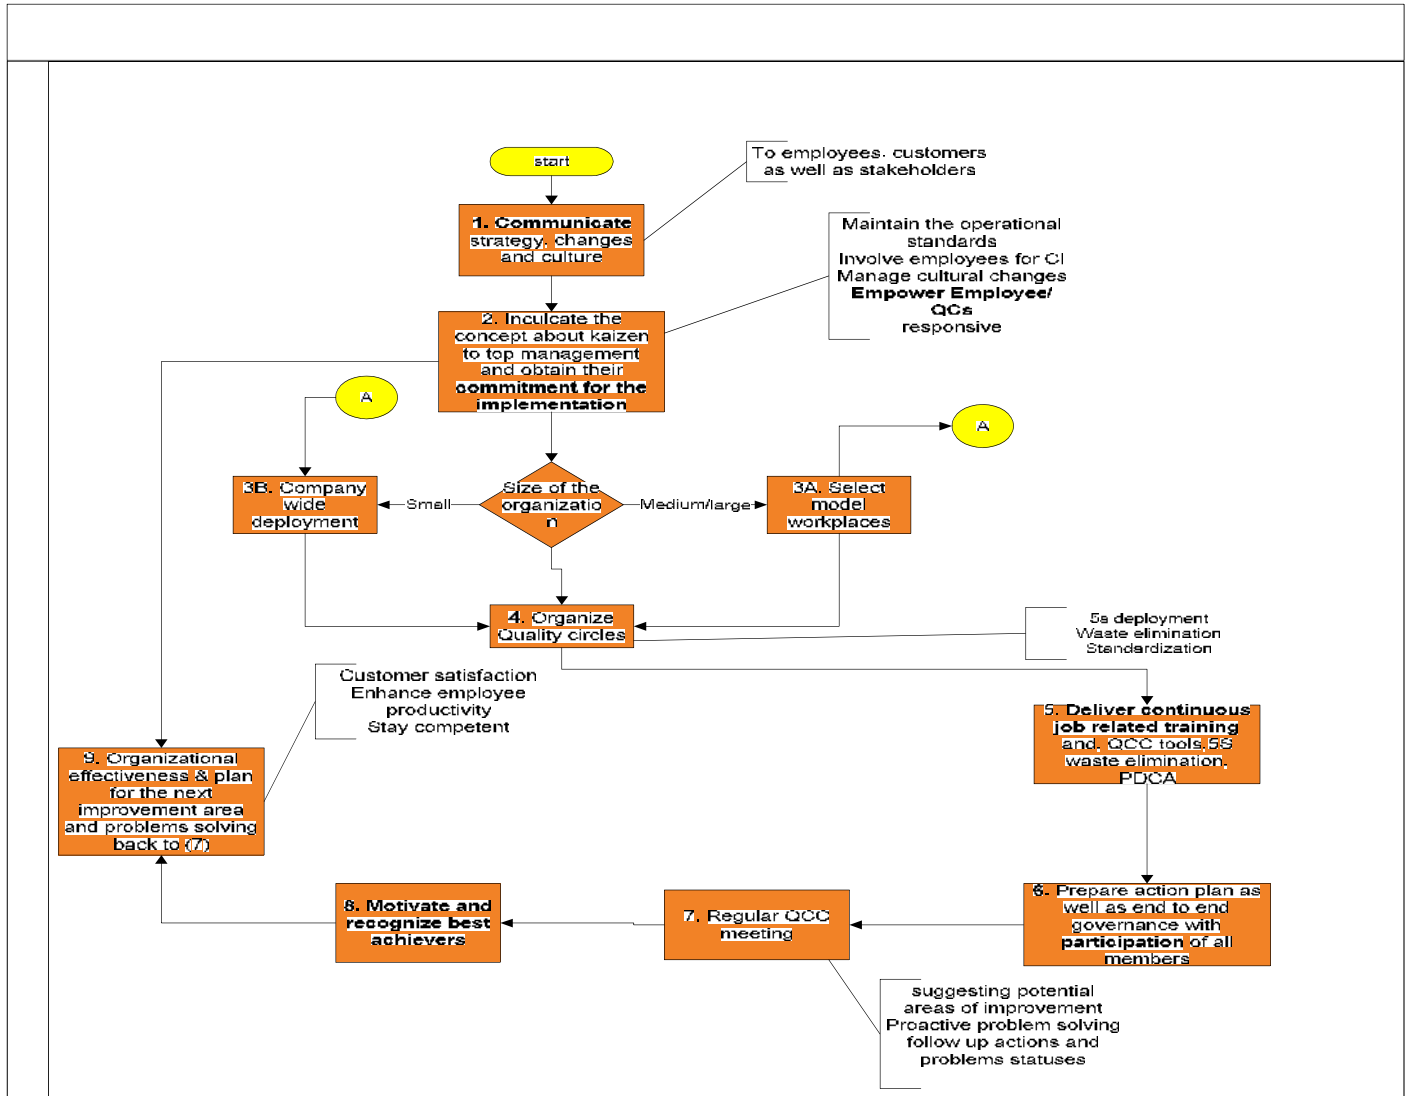 start
To employees, customers
as well as stakeholders
1. Communicate
strategy, changes
and culture
Maintain the operational
standards
Involve employees for CI
Manage cultural changes
Empower Employee/
QCs
responsive
2. Inculcate the
concept about kaizen
to top management
and obtain their
commitment for the
implementation
A
A
3B. Company
wide
deployment
Small
Size of the
organizatio
n
Medium/large
3A. Select
model
workplaces
4. Organize
Quality circles
5s deployment
Waste elimination
Standardization
Customer satisfaction
Enhance employee
productivity
Stay competent
5. Deliver continuous
job related training
and, QCC tools,5S
waste elimination,
PDCA
9. Organizational
effectiveness & plan
for the next
improvement area
and problems solving
back to (7)
8. Motivate and
recognize best
achievers
7. Regular QCC
meeting
6. Prepare action plan as
well as end to end
governance with
participation of all
members
suggesting potential
areas of improvement
Proactive problem solving
follow up actions and
problems statuses